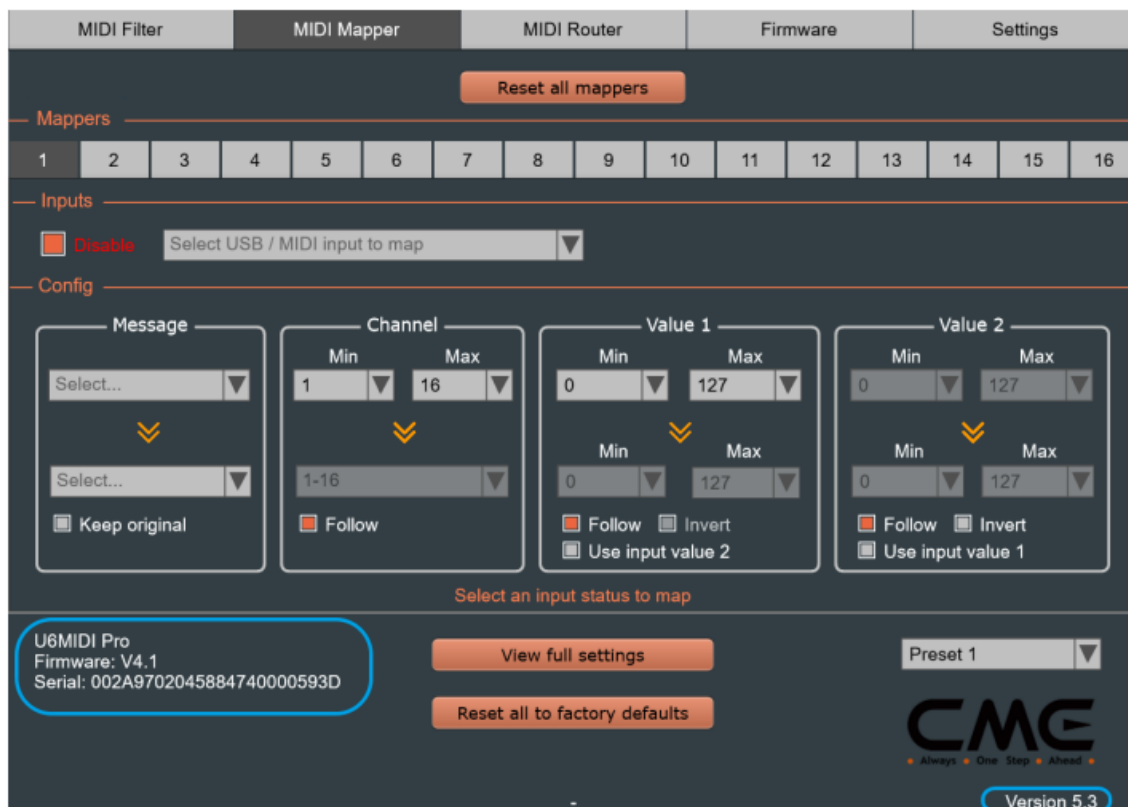 MIDI Filter MIDI Mapper MIDI Router Firmware Settings
Reset all mappers
Mappers
1 2 3 4 5 6 7 8 9 10 11 12 13 14 15 16
Inputs
Disable Select USB / MIDI input to map
Config
Message Channel Value 1 Value 2
Min Max Min Max Min Max
Select... 1 16 0 127 0 127
Min Max Min Max
Select... 1-16 0 127 0 127
Keep original Follow Follow Invert Follow Invert
Use input value 2 Use input value 1
Select an input status to map
U6MIDI Pro
Firmware: V4.1
Serial: 002A9702045884740000593D
View full settings
Preset 1
Reset all to factory defaults
CME
Always One Step Ahead
-
Version 5.3